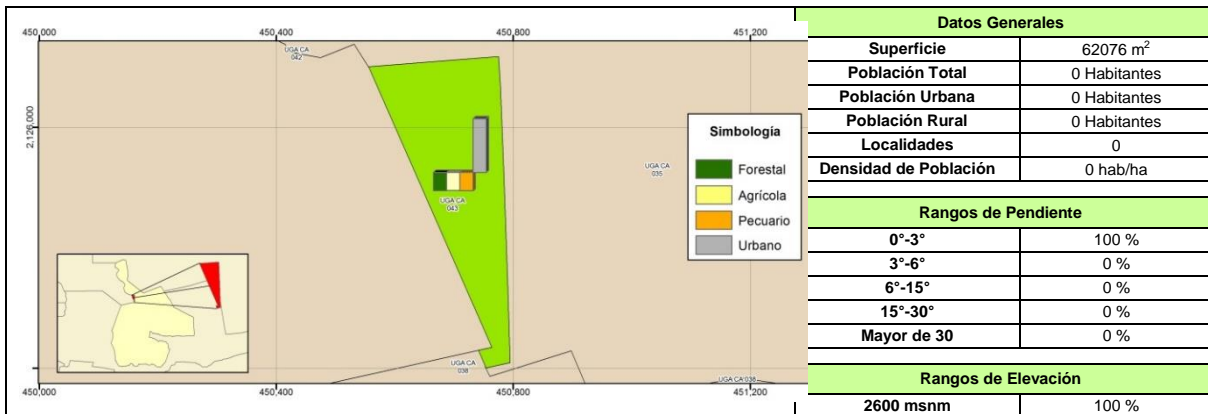 450,000 450,400 450,800 451,200
UGA CA
042
2,126,000
UGA CA
035
UGA CA
043
UGA CA
038
UGA CA 038
Simbología
Forestal
Agrícola
Pecuario
Urbano
450,000 450,400 450,800 451,200
Datos Generales
Superficie 62076 m²
Población Total 0 Habitantes
Población Urbana 0 Habitantes
Población Rural 0 Habitantes
Localidades 0
Densidad de Población 0 hab/ha
Rangos de Pendiente
0°-3° 100 %
3°-6° 0 %
6°-15° 0 %
15°-30° 0 %
Mayor de 30 0 %
Rangos de Elevación
2600 msnm 100 %